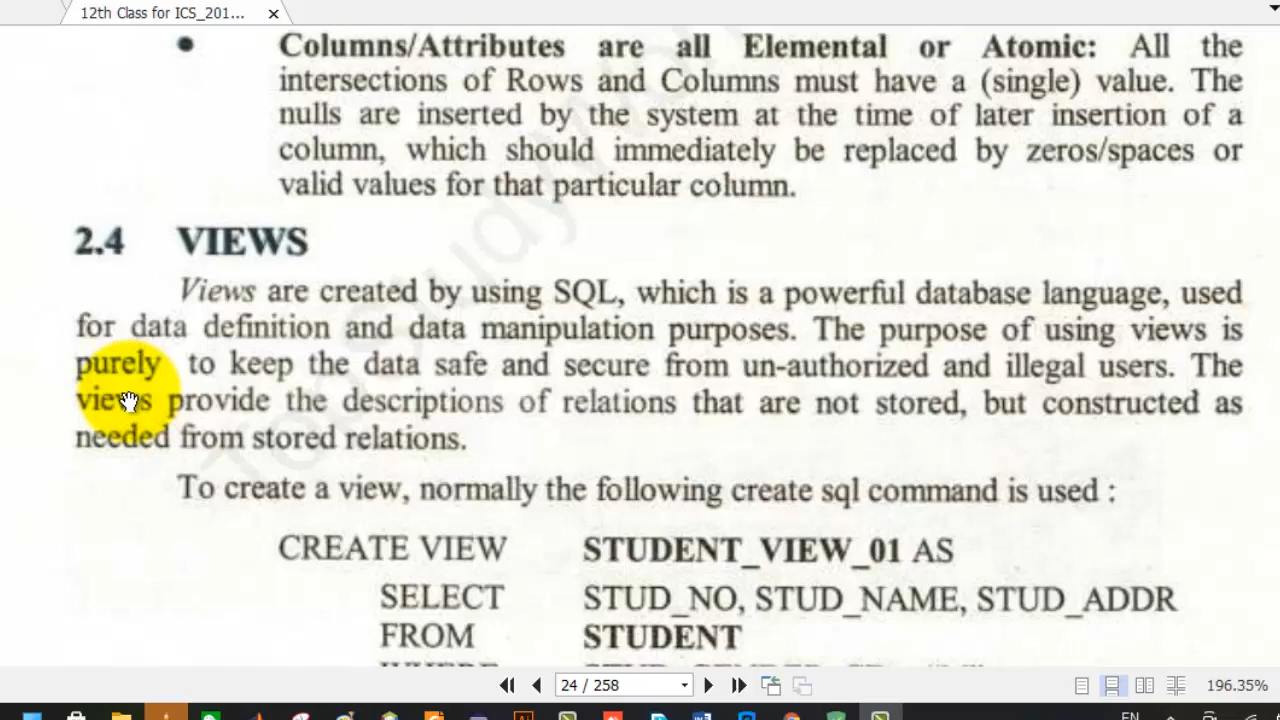 12th Class for ICS_201...
Columns/Attributes are all Elemental or Atomic: All the
intersections of Rows and Columns must have a (single) value. The
nulls are inserted by the system at the time of later insertion of a
column, which should immediately be replaced by zeros/spaces or
valid values for that particular column.
2.4 VIEWS
Views are created by using SQL, which is a powerful database language, used
for data definition and data manipulation purposes. The purpose of using views is
purely to keep the data safe and secure from un-authorized and illegal users. The
views provide the descriptions of relations that are not stored, but constructed as
needed from stored relations.
To create a view, normally the following create sql command is used :
CREATE VIEW STUDENT_VIEW_01 AS
SELECT STUD_NO, STUD_NAME, STUD_ADDR
FROM STUDENT
WHERE
24 / 258
196.35%
EN